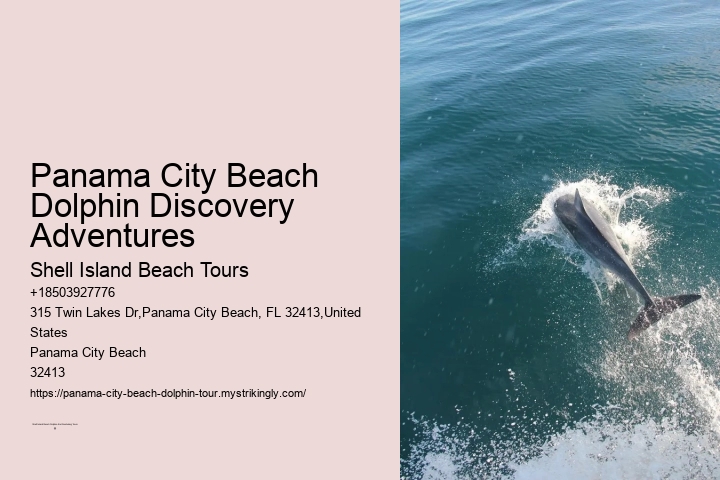 Panama City Beach
Dolphin Discovery
Adventures
Shell Island Beach Tours
+18503927776
315 Twin Lakes Dr,Panama City Beach, FL 32413,United
States
Panama City Beach
32413
https://panama-city-beach-dolphin-tour.mystrikingly.com/